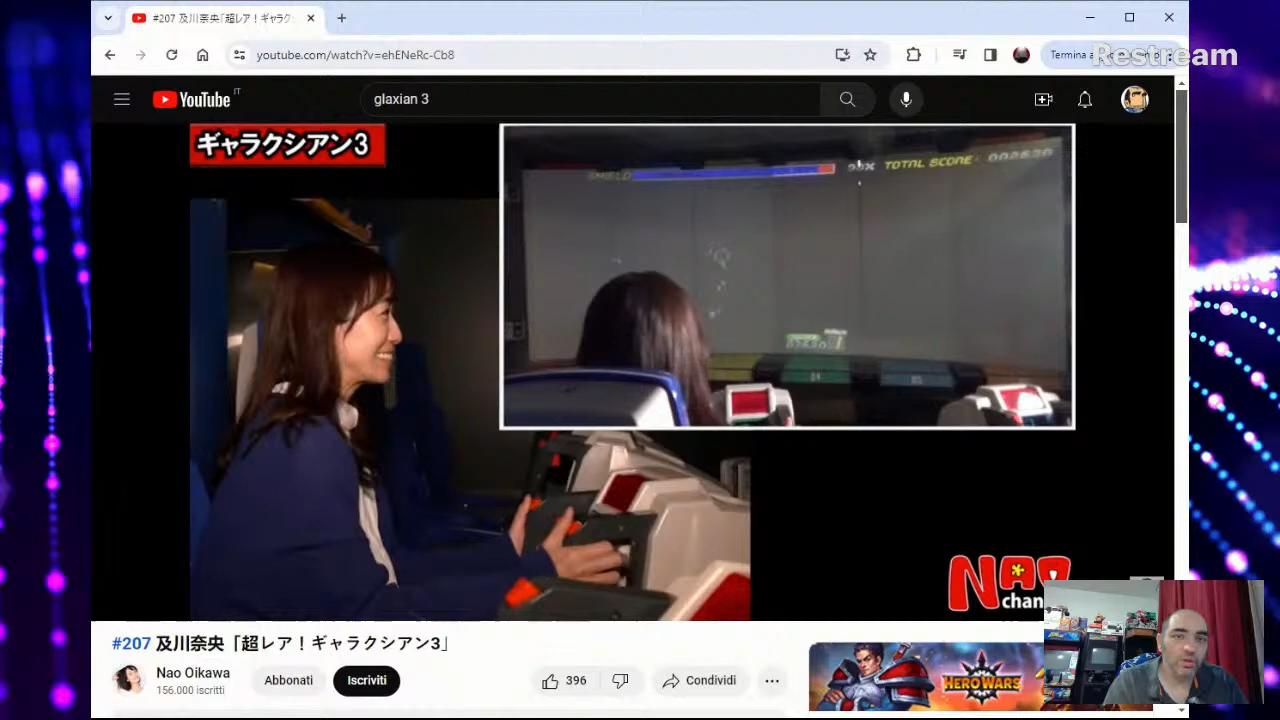 #207 及川奈央「超レア！ギャラク
youtube.com/watch?v=ehENeRc-Cb8
Termina
Restream
YouTube IT
glaxian 3
ギャラクシアン3
SHIELD
TOTAL SCORE
04
05
NAO
chan
#207 及川奈央「超レア！ギャラクシアン3」
Nao Oikawa
156.000 iscritti
Abbonati
Iscriviti
396
Condividi
HERO WARS